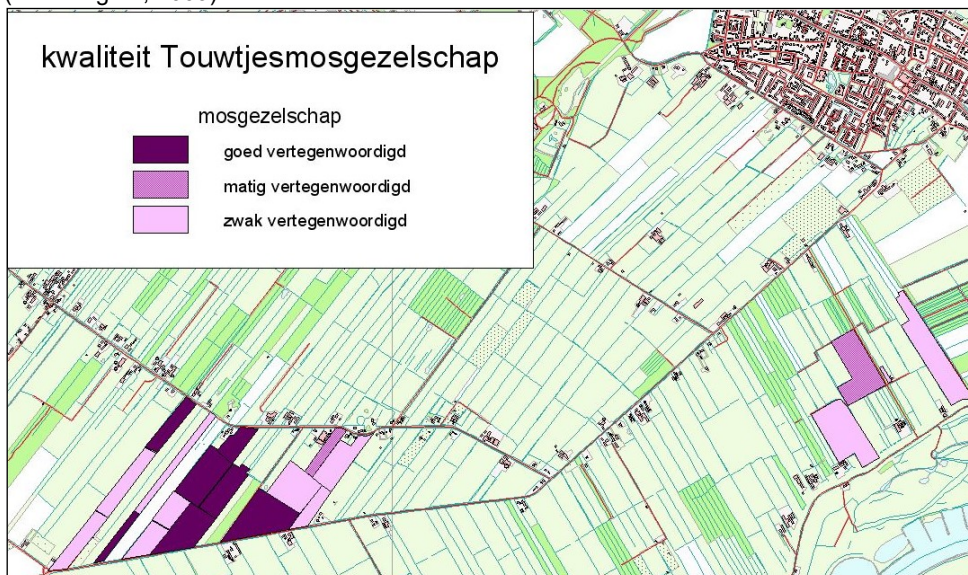 kwaliteit Touwtjesmosgezelschap
mosgezelschap
goed vertegenwoordigd
matig vertegenwoordigd
zwak vertegenwoordigd